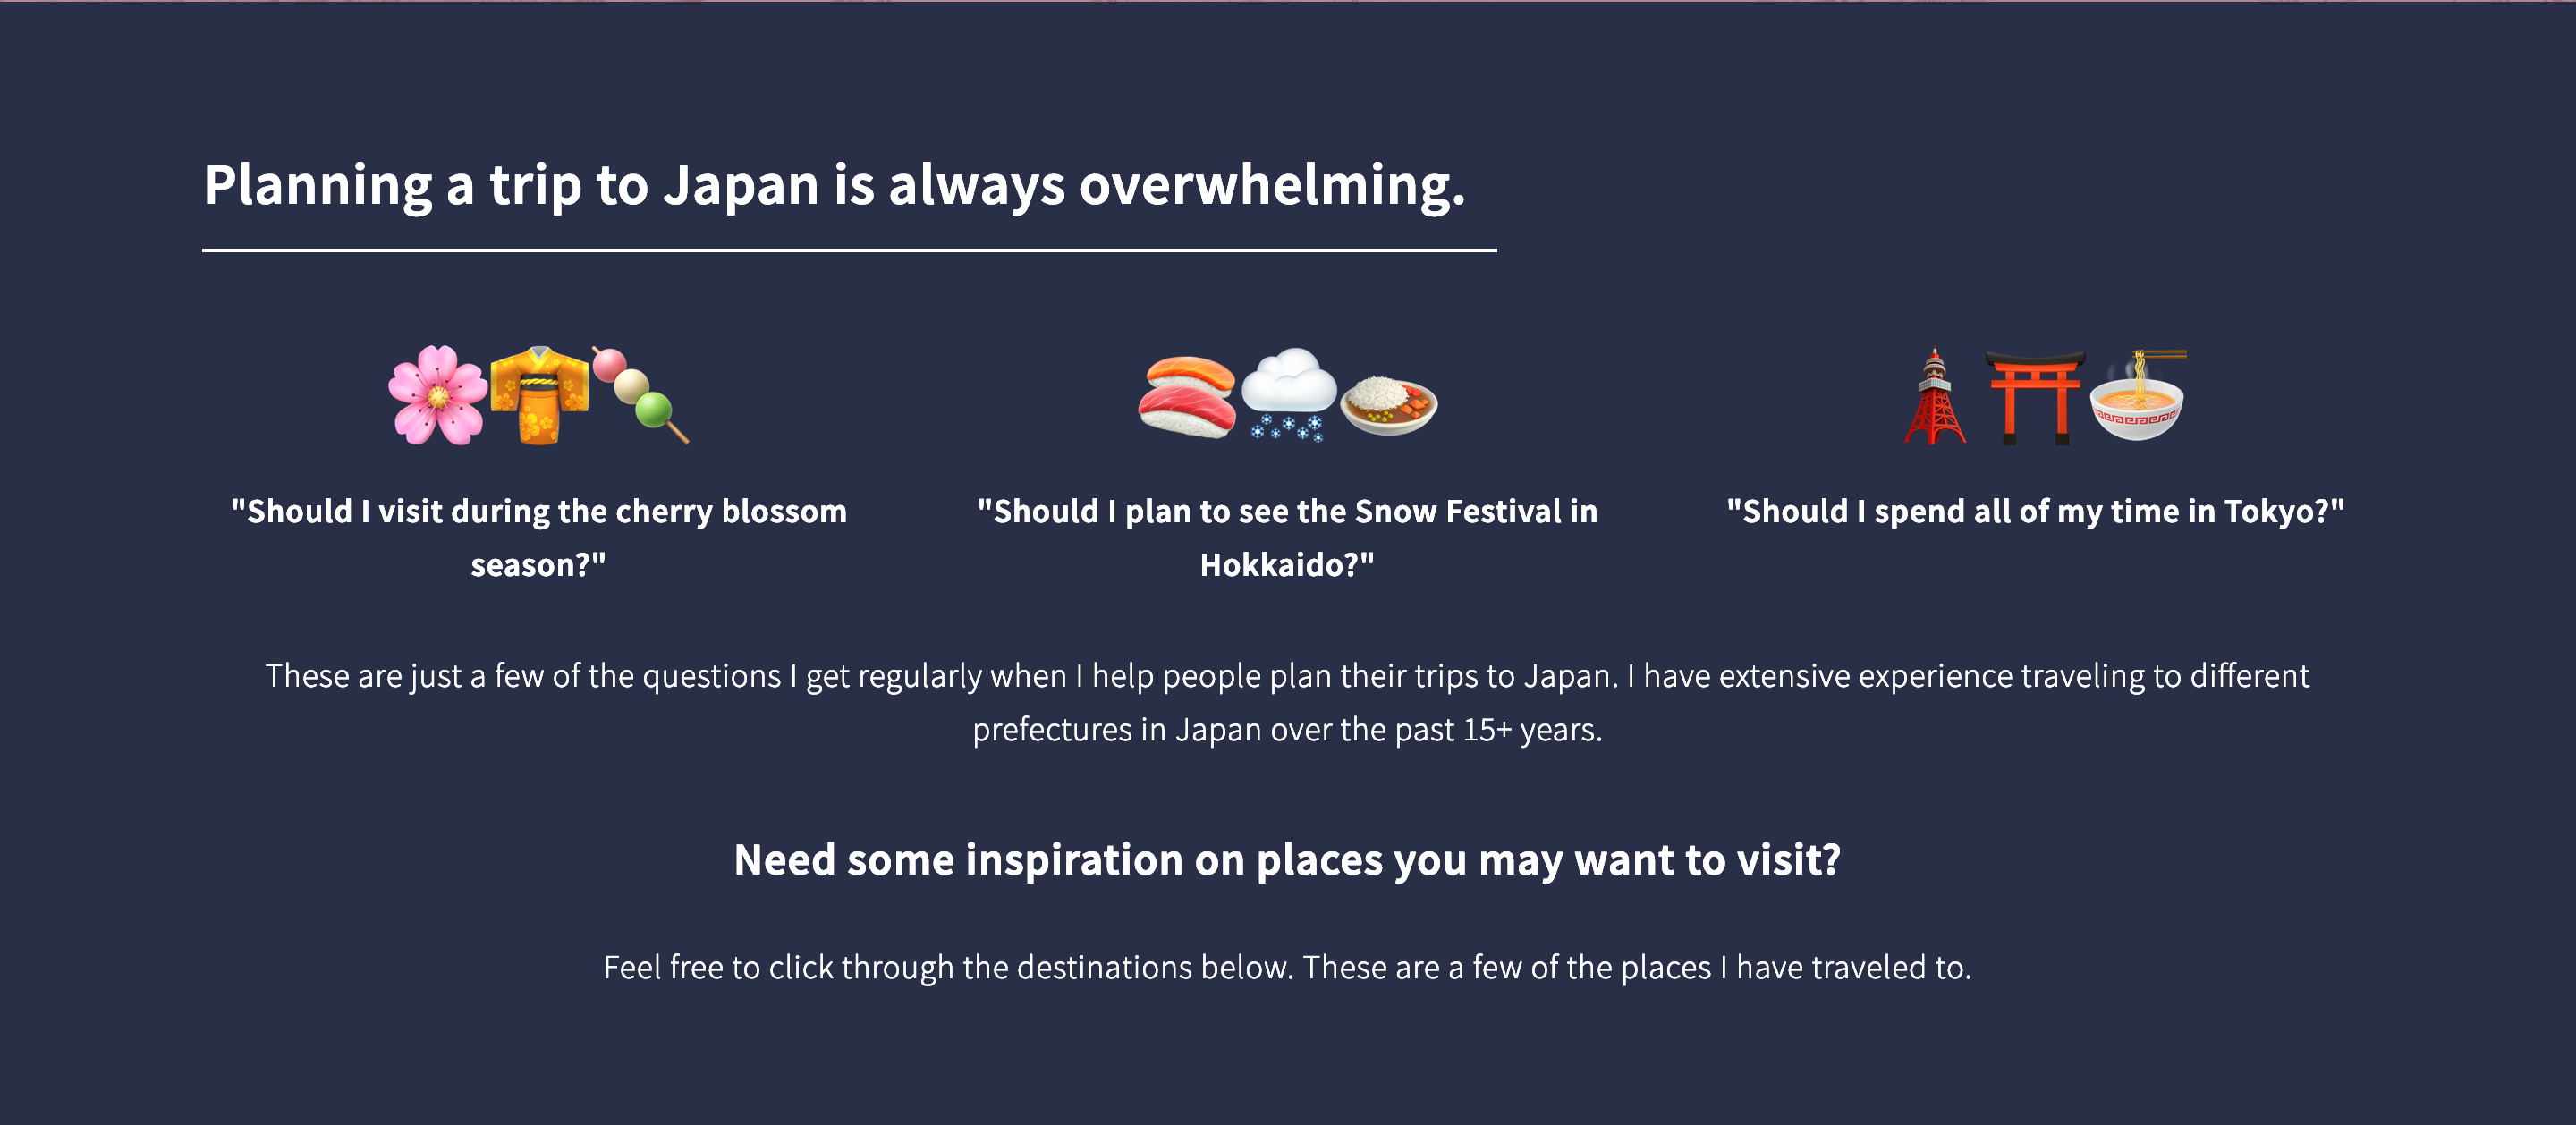 Planning a trip to Japan is always overwhelming.
"Should I visit during the cherry blossom
season?"
"Should I plan to see the Snow Festival in
Hokkaido?"
"Should I spend all of my time in Tokyo?"
These are just a few of the questions I get regularly when I help people plan their trips to Japan. I have extensive experience traveling to different
prefectures in Japan over the past 15+ years.
Need some inspiration on places you may want to visit?
Feel free to click through the destinations below. These are a few of the places I have traveled to.